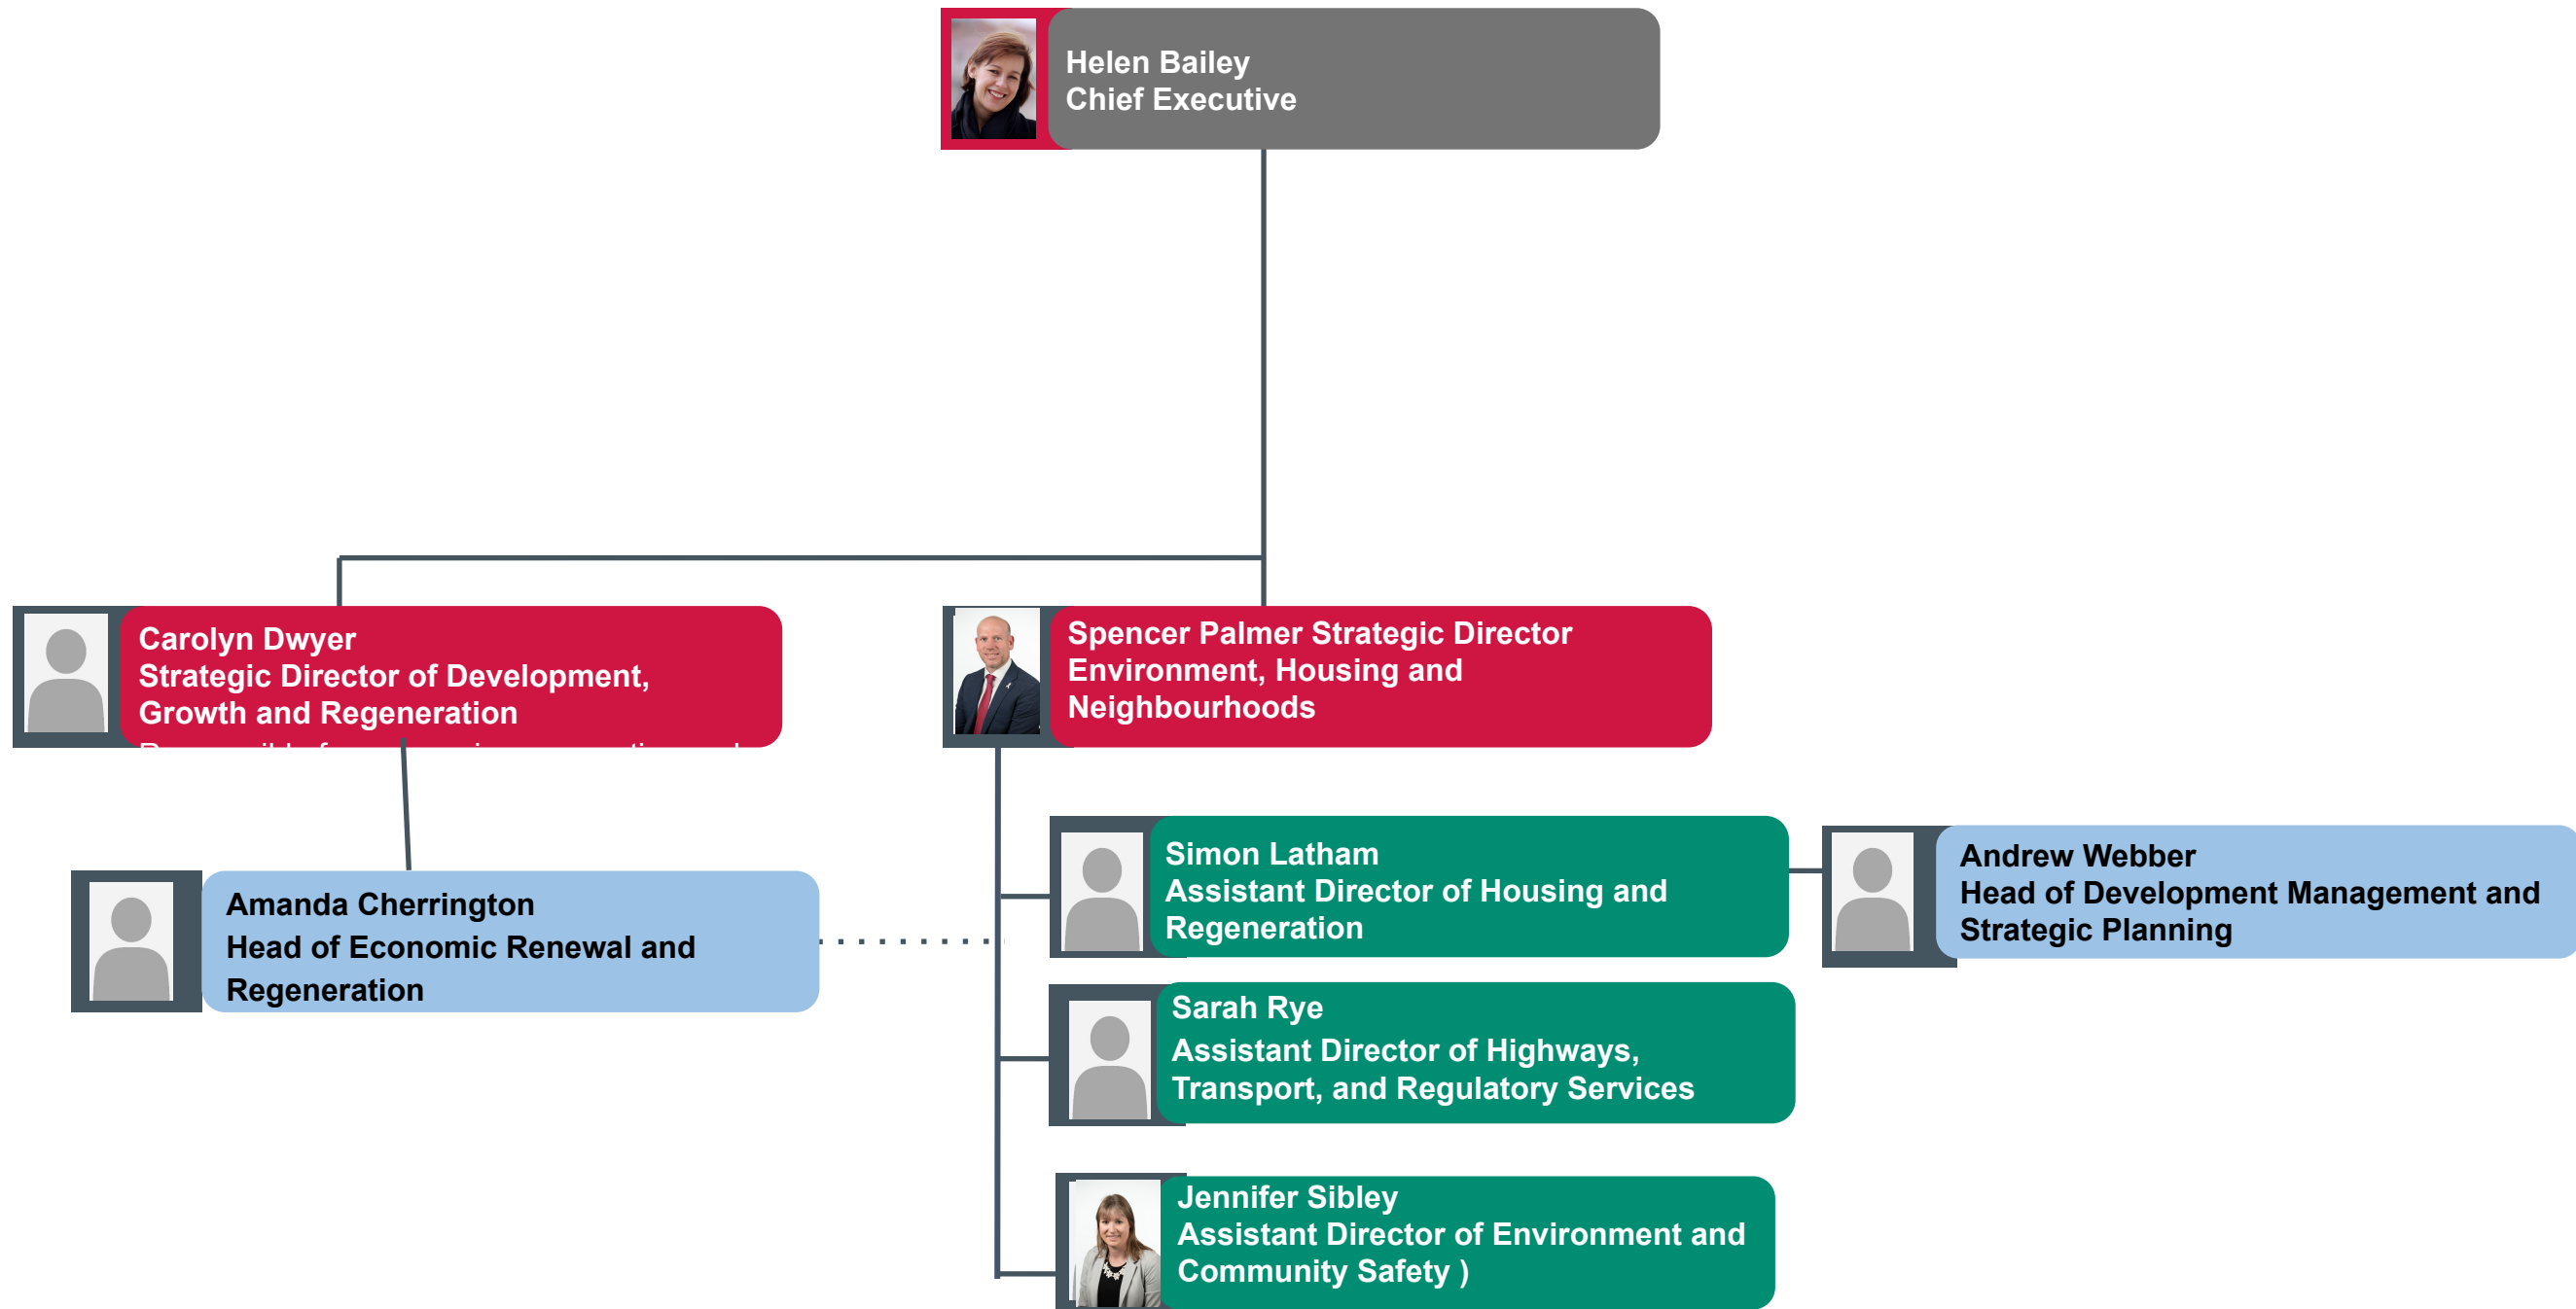 Helen Bailey
Chief Executive
Carolyn Dwyer
Strategic Director of Development,
Growth and Regeneration
Spencer Palmer Strategic Director
Environment, Housing and
Neighbourhoods
Amanda Cherrington
Head of Economic Renewal and
Regeneration
Simon Latham
Assistant Director of Housing and
Regeneration
Andrew Webber
Head of Development Management and
Strategic Planning
Sarah Rye
Assistant Director of Highways,
Transport, and Regulatory Services
Jennifer Sibley
Assistant Director of Environment and
Community Safety )